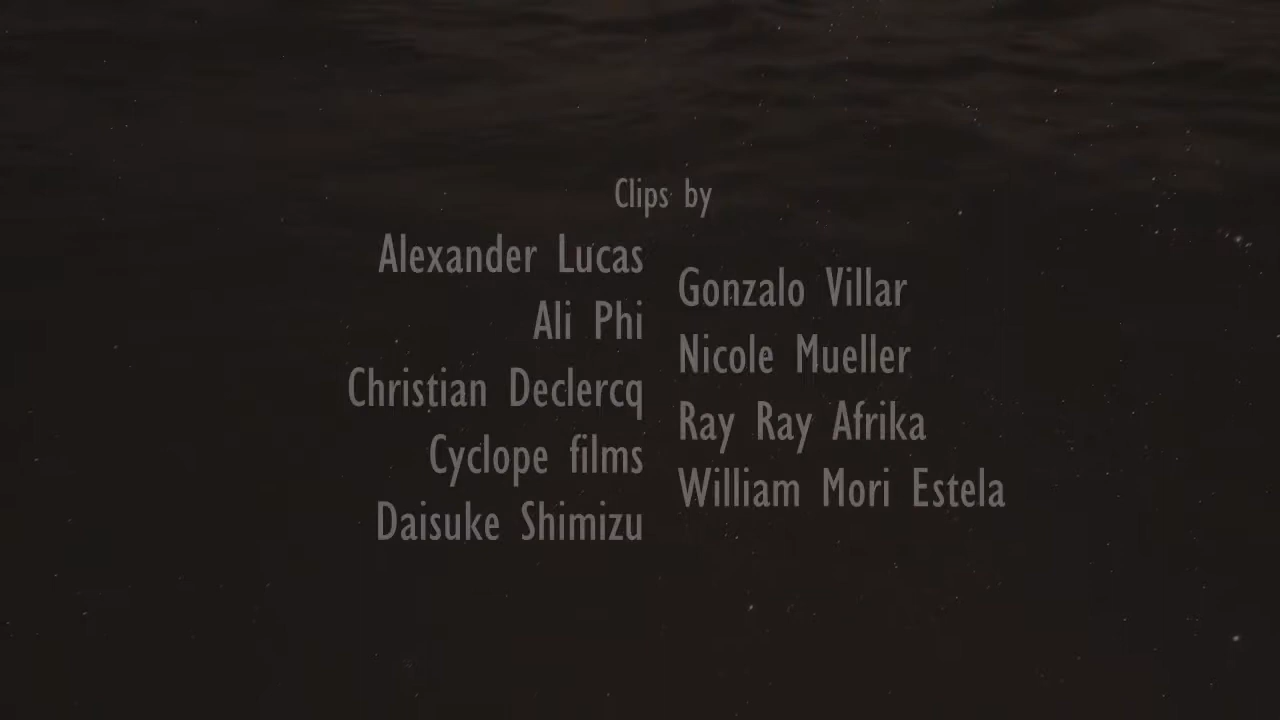 Clips by
Alexander Lucas
Ali Phi
Christian Declercq
Cyclope films
Daisuke Shimizu
Gonzalo Villar
Nicole Mueller
Ray Ray Afrika
William Mori Estela